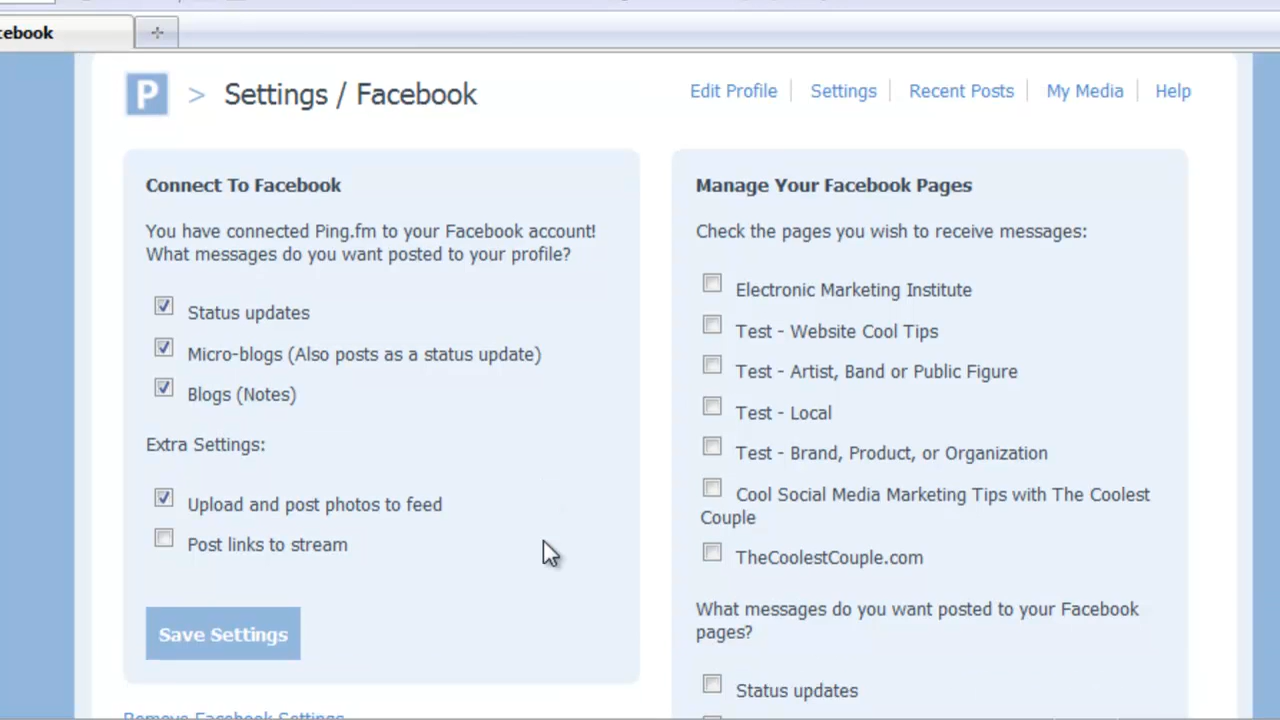 cebook
P > Settings / Facebook
Edit Profile
Settings
Recent Posts
My Media
Help
Connect To Facebook
You have connected Ping.fm to your Facebook account!
What messages do you want posted to your profile?
Status updates
Micro-blogs (Also posts as a status update)
Blogs (Notes)
Extra Settings:
Upload and post photos to feed
Post links to stream
Save Settings
Remove Facebook Settings
Manage Your Facebook Pages
Check the pages you wish to receive messages:
Electronic Marketing Institute
Test - Website Cool Tips
Test - Artist, Band or Public Figure
Test - Local
Test - Brand, Product, or Organization
Cool Social Media Marketing Tips with The Coolest
Couple
TheCoolestCouple.com
What messages do you want posted to your Facebook
pages?
Status updates